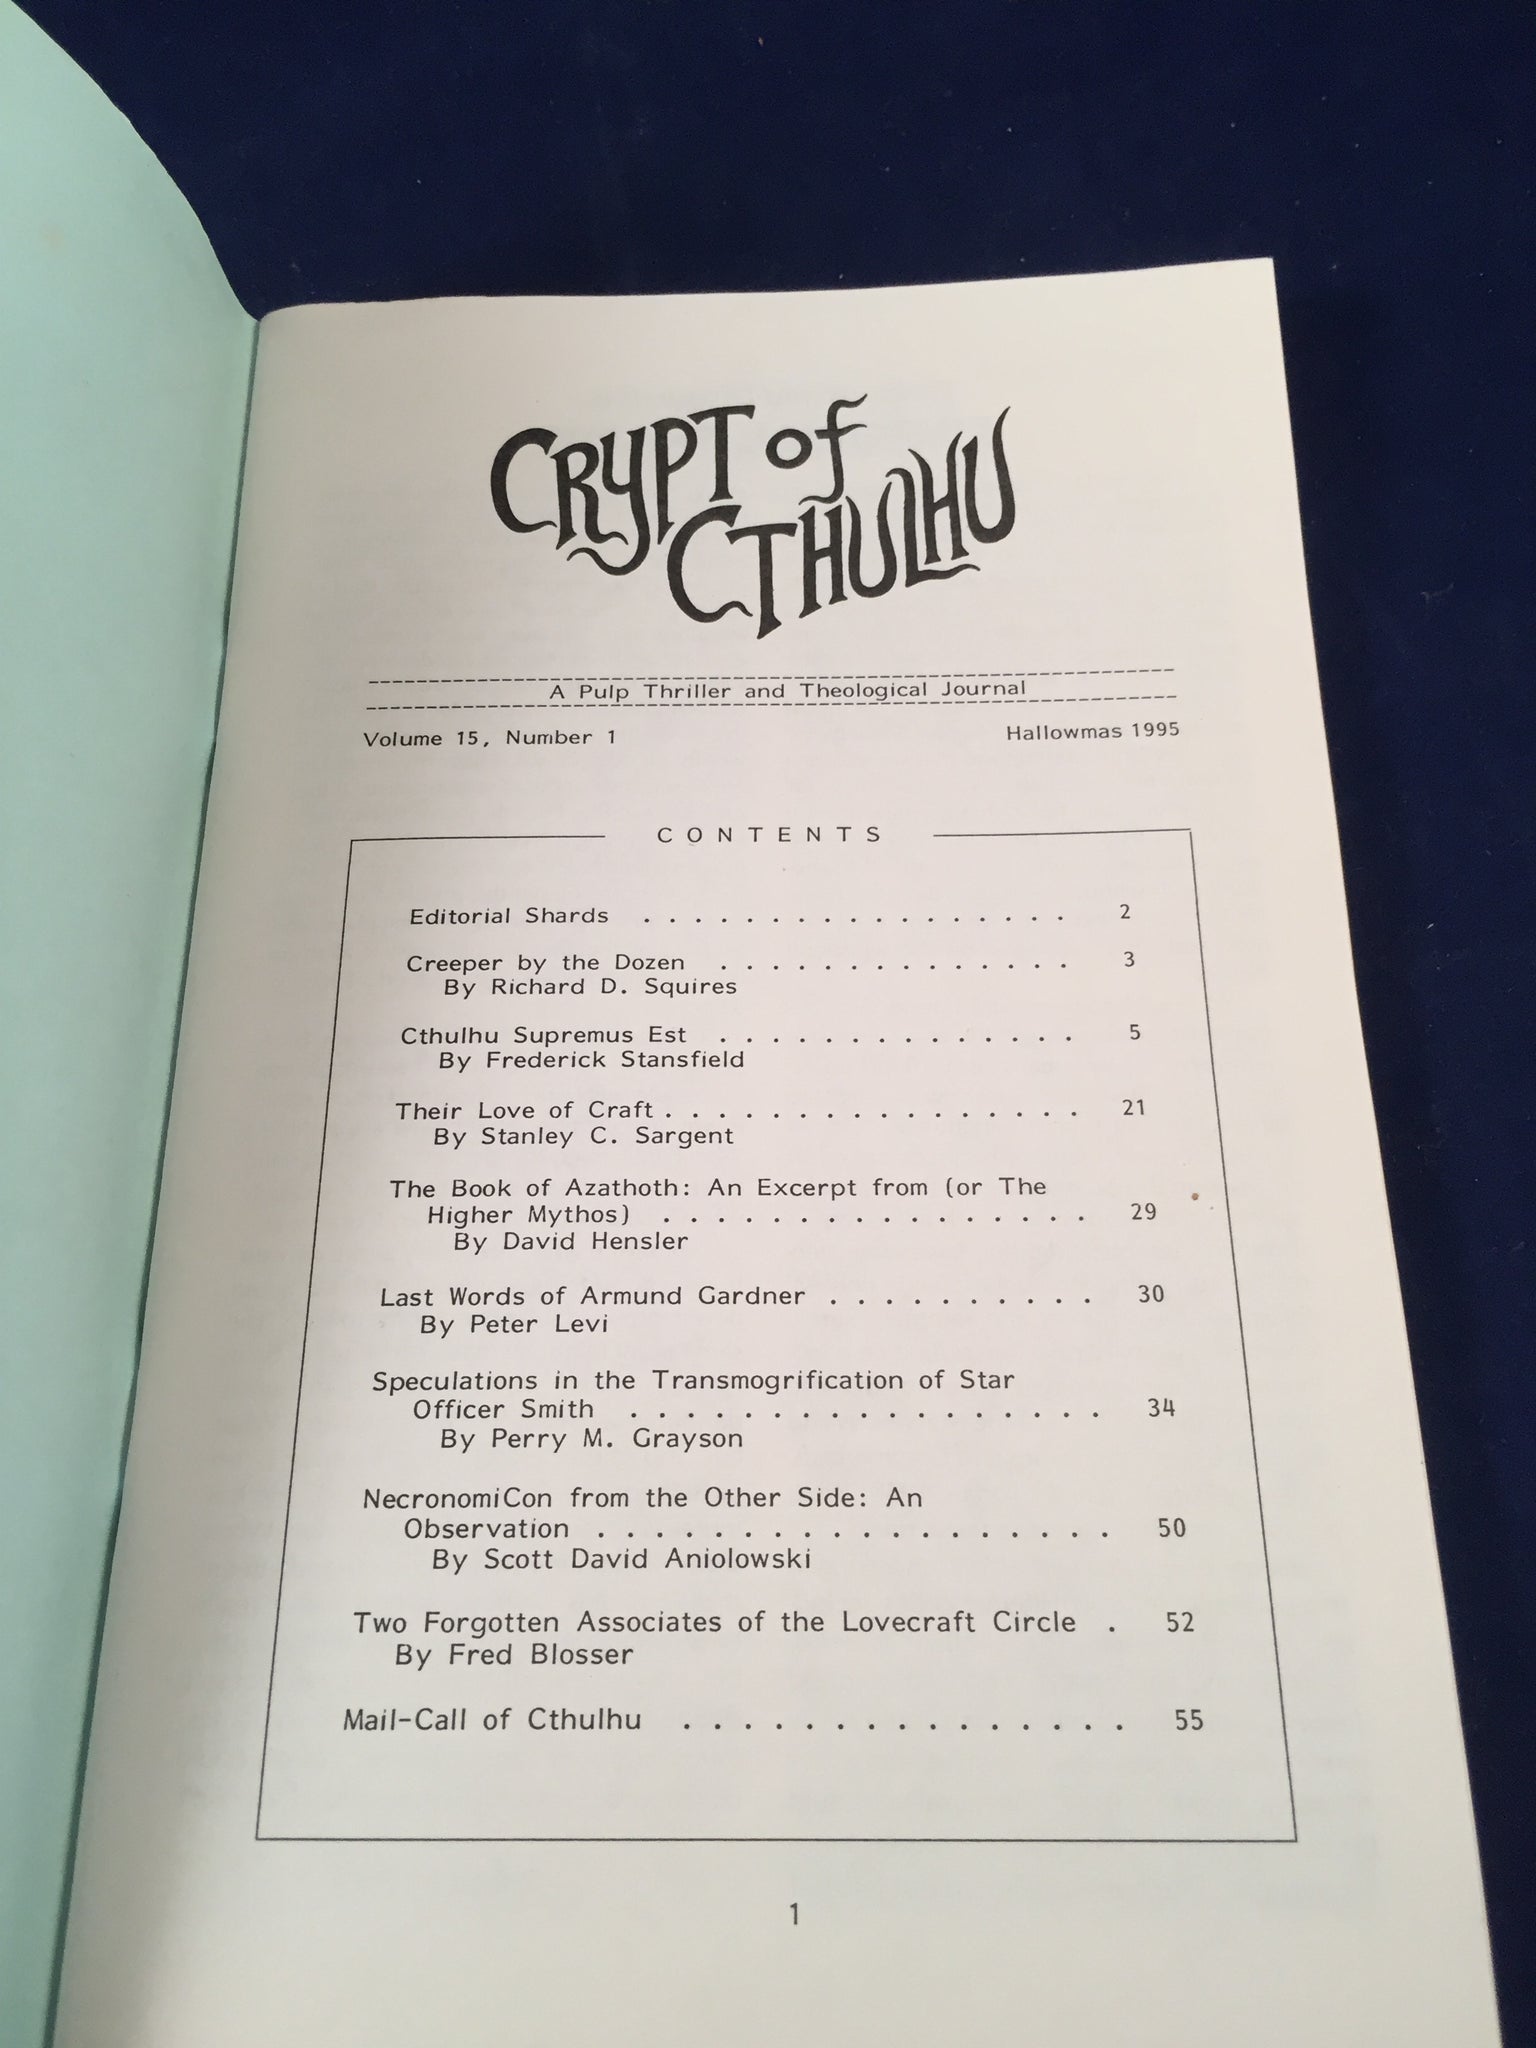 CRYPT of
CTHULHU
A Pulp Thriller and Theological Journal
Volume 15, Number 1 Hallowmas 1995
CONTENTS
Editorial Shards . . . . . . . . . . . . . . . . 2
Creeper by the Dozen . . . . . . . . . . . . . . 3
By Richard D. Squires
Cthulhu Supremus Est . . . . . . . . . . . . . . 5
By Frederick Stansfield
Their Love of Craft . . . . . . . . . . . . . . . . 21
By Stanley C. Sargent
The Book of Azathoth: An Excerpt from (or The
Higher Mythos) . . . . . . . . . . . . . . . . 29
By David Hensler
Last Words of Armund Gardner . . . . . . . . . . 30
By Peter Levi
Speculations in the Transmogrification of Star
Officer Smith . . . . . . . . . . . . . . . . . 34
By Perry M. Grayson
NecronomiCon from the Other Side: An
Observation . . . . . . . . . . . . . . . . . . 50
By Scott David Aniolowski
Two Forgotten Associates of the Lovecraft Circle . 52
By Fred Blosser
Mail-Call of Cthulhu . . . . . . . . . . . . . . . 55
1